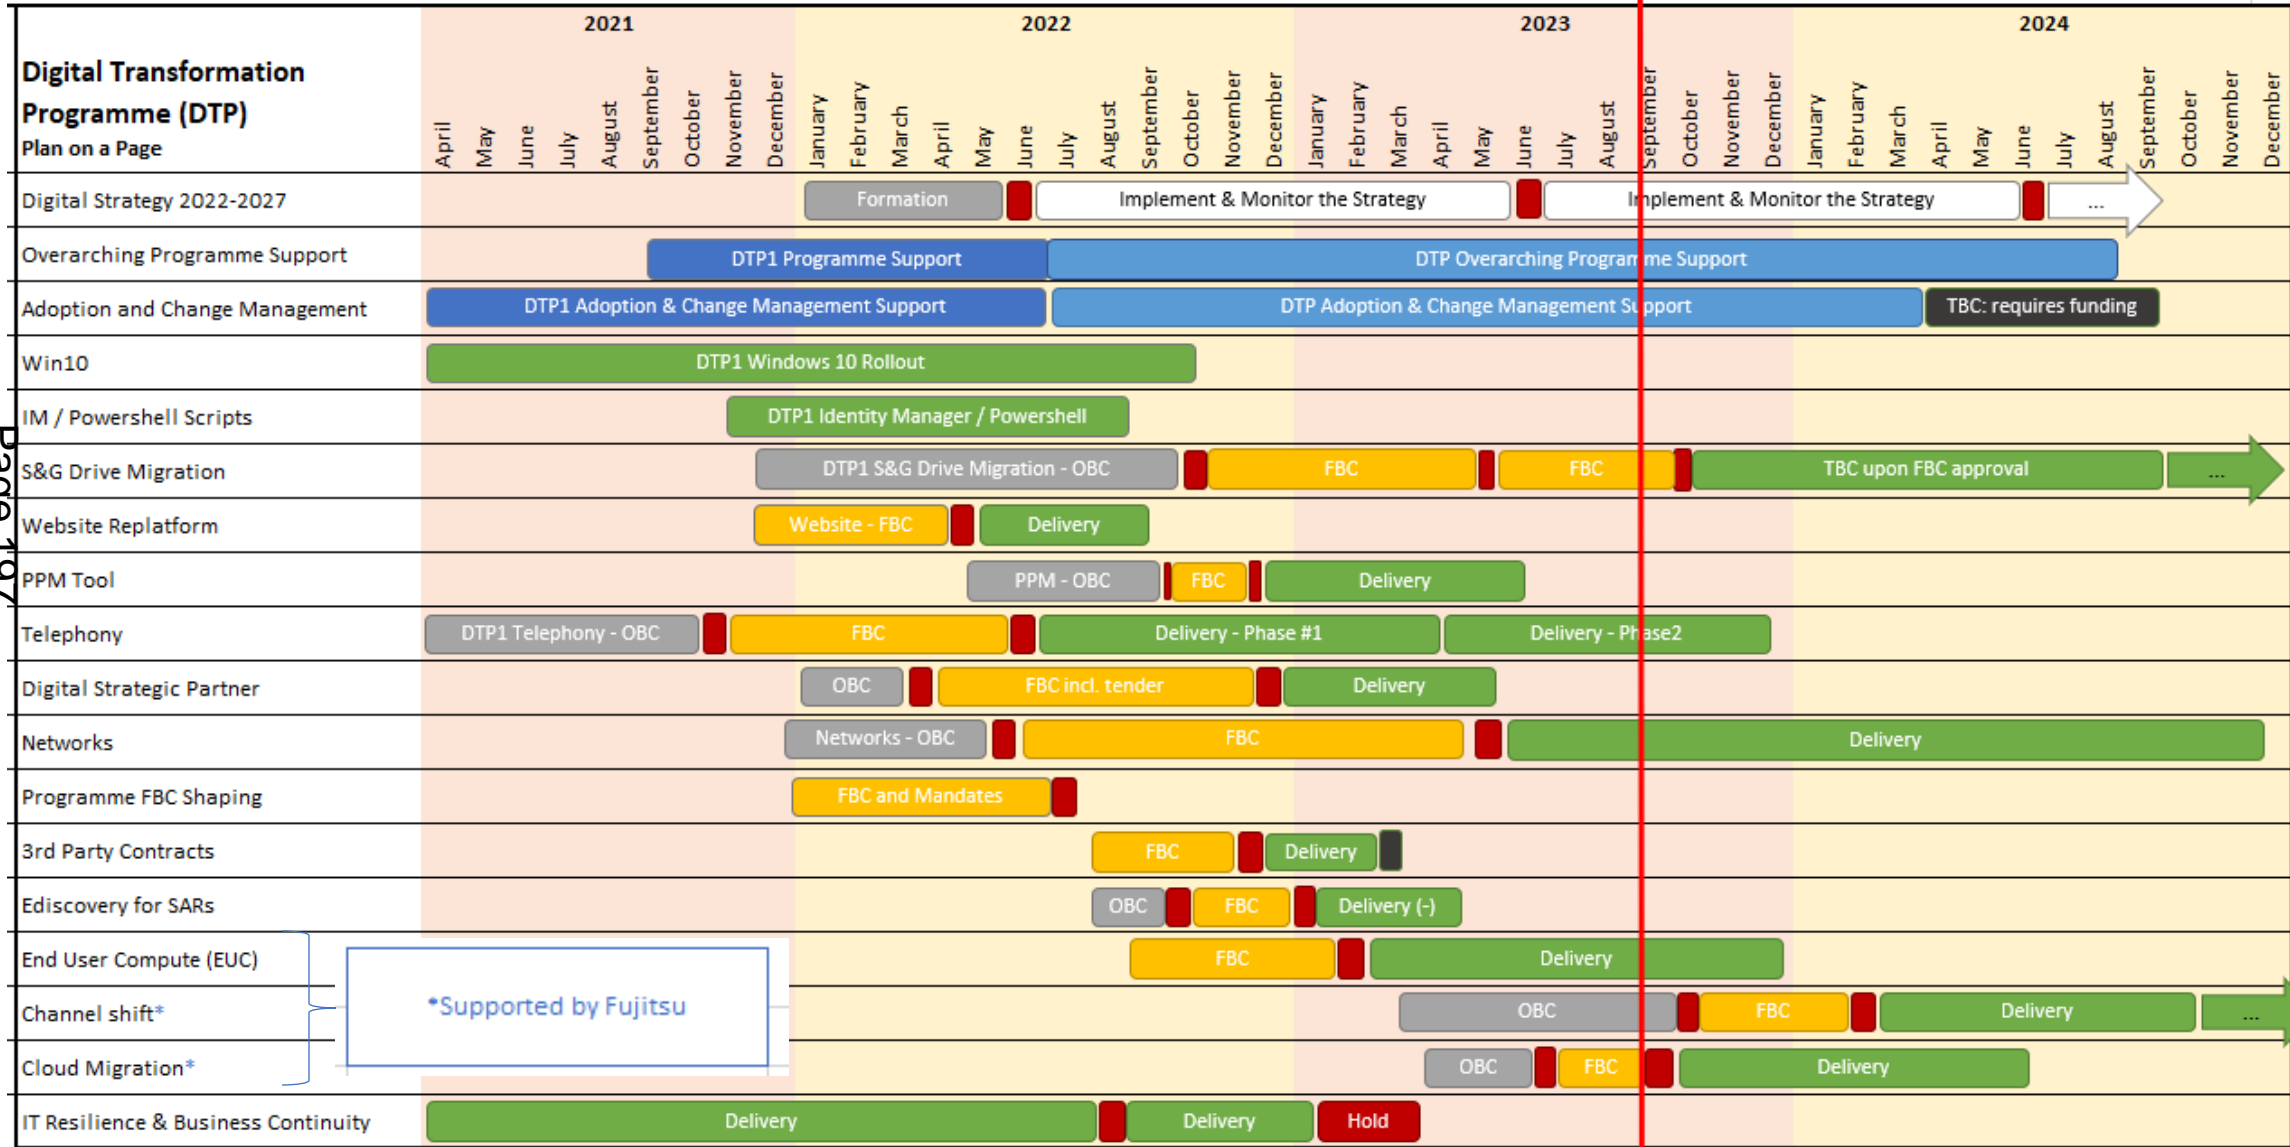 2021 2022 2023 2024
Digital Transformation
Programme (DTP)
Plan on a Page
April May June July August September October November December January February March April May June July August September October November December January February March April May June July August September October November December January February March April May June July August September October November December
Digital Strategy 2022-2027 Formation Implement & Monitor the Strategy Implement & Monitor the Strategy ...
Overarching Programme Support DTP1 Programme Support DTP Overarching Programme Support
Adoption and Change Management DTP1 Adoption & Change Management Support DTP Adoption & Change Management Support TBC: requires funding
Win10 DTP1 Windows 10 Rollout
IM / Powershell Scripts DTP1 Identity Manager / Powershell
S&G Drive Migration DTP1 S&G Drive Migration - OBC FBC FBC TBC upon FBC approval ...
Website Replatform Website - FBC Delivery
PPM Tool PPM - OBC FBC Delivery
Telephony DTP1 Telephony - OBC FBC Delivery - Phase #1 Delivery - Phase2
Digital Strategic Partner OBC FBC incl. tender Delivery
Networks Networks - OBC FBC Delivery
Programme FBC Shaping FBC and Mandates
3rd Party Contracts FBC Delivery
Ediscovery for SARs OBC FBC Delivery (-)
End User Compute (EUC) FBC Delivery
Channel shift* OBC FBC Delivery ...
Cloud Migration* OBC FBC Delivery
*Supported by Fujitsu
IT Resilience & Business Continuity Delivery Delivery Hold
Page 197